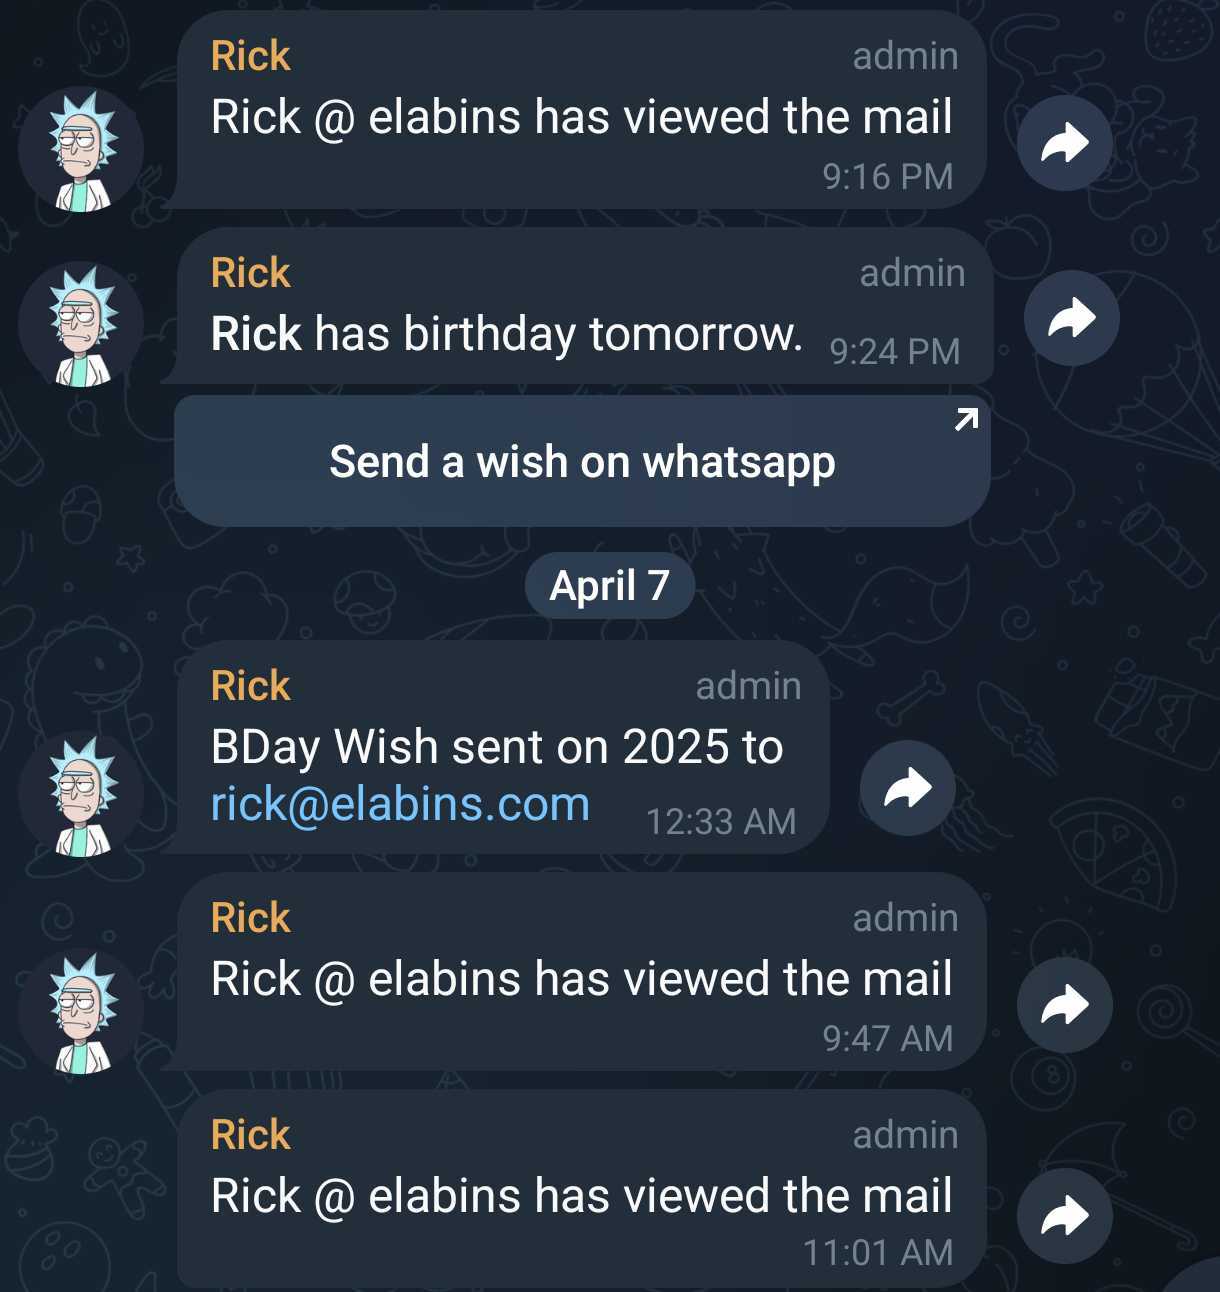 Rick admin
Rick @ elabins has viewed the mail
9:16 PM
Rick admin
Rick has birthday tomorrow. 9:24 PM
Send a wish on whatsapp
April 7
Rick admin
BDay Wish sent on 2025 to
rick@elabins.com 12:33 AM
Rick admin
Rick @ elabins has viewed the mail
9:47 AM
Rick admin
Rick @ elabins has viewed the mail
11:01 AM